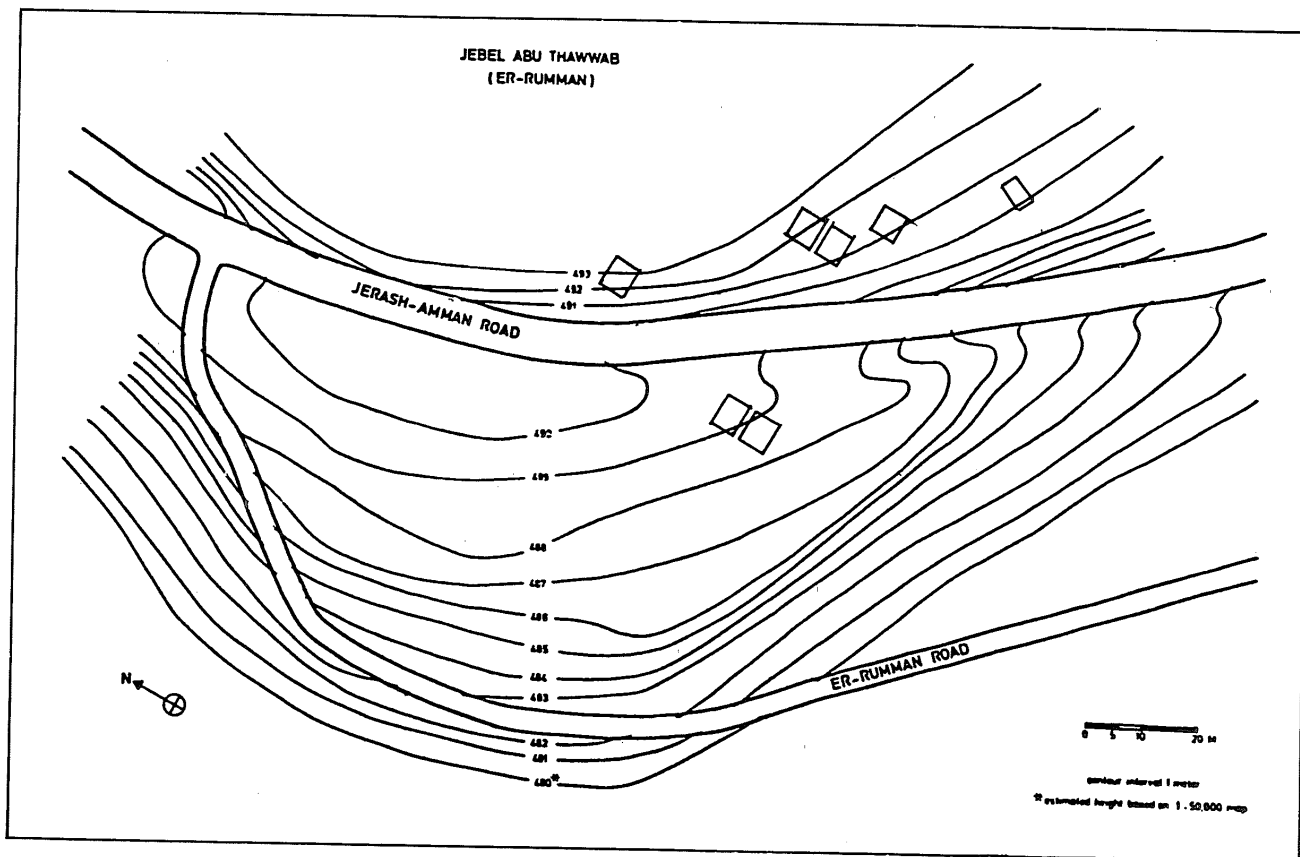 JEBEL ABU THAWWAB
(ER-RUMMAN)
493
492
491
JERASH-AMMAN ROAD
490
499
488
487
486
485
484
483
ER-RUMMAN ROAD
N
482
481
480*
0 5 10 20 M
contour interval 1 meter
* estimated height based on 1-50,000 map